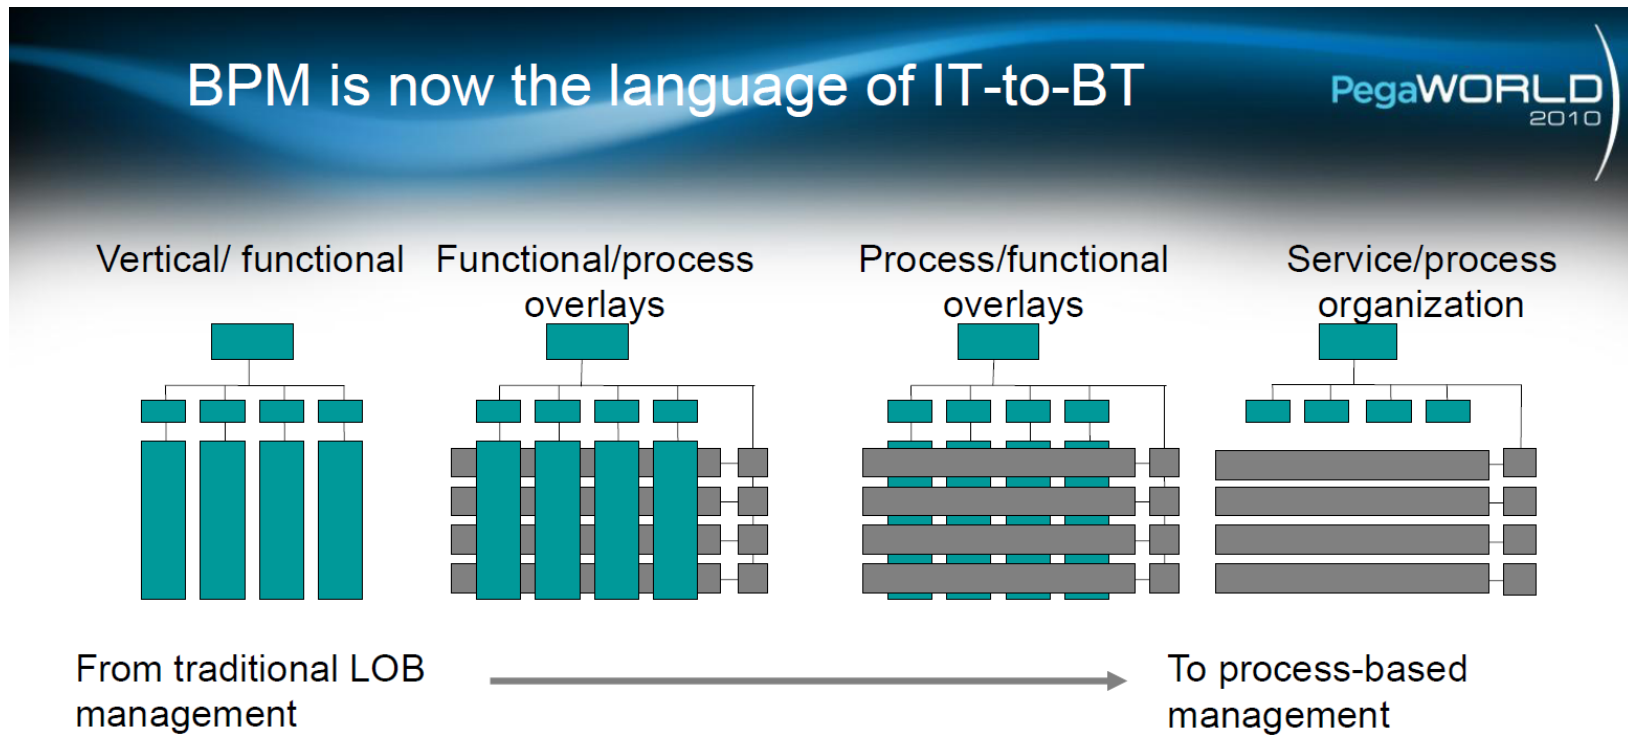 BPM is now the language of IT-to-BT
PegaWORLD
2010
Vertical/ functional
Functional/process
overlays
Process/functional
overlays
Service/process
organization
From traditional LOB
management
To process-based
management